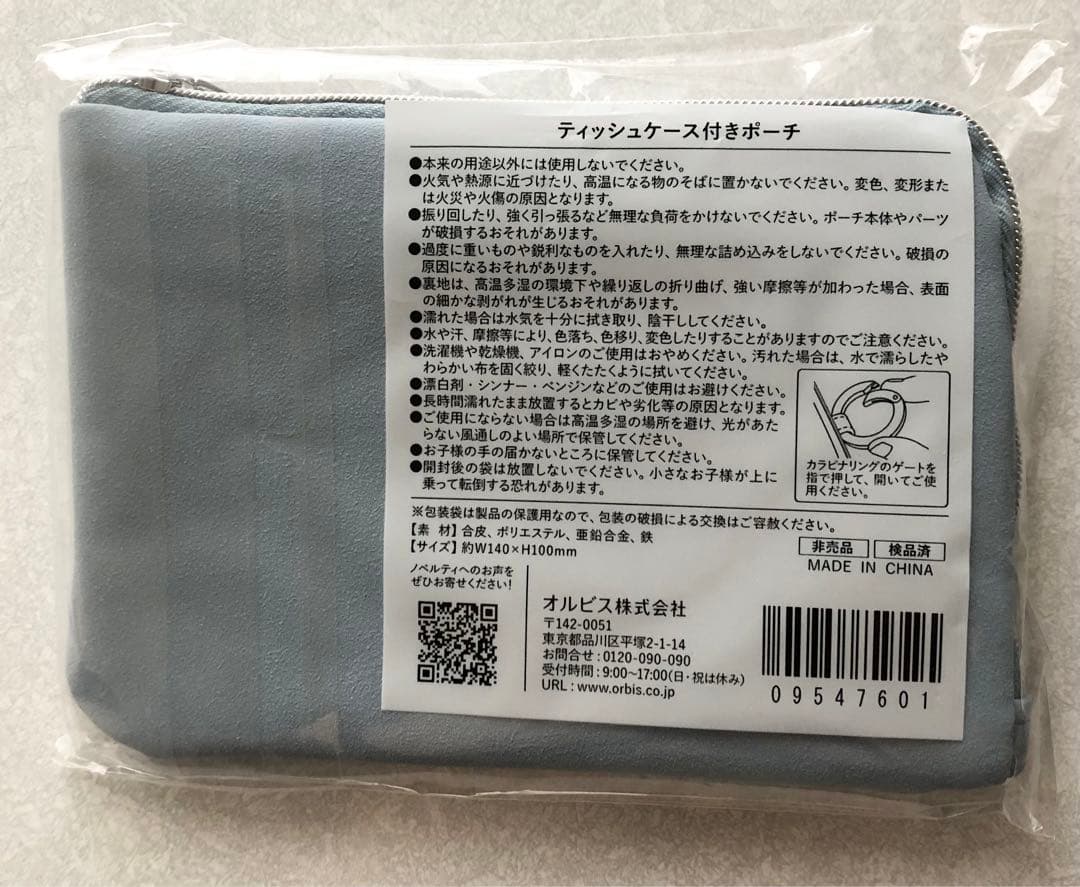 ティッシュケース付きポーチ
●本来の用途以外には使用しないでください。
●火気や熱源に近づけたり、高温になる物のそばに置かないでください。変色、変形また
は火災や火傷の原因となります。
●振り回したり、強く引っ張るなど無理な負荷をかけないでください。ポーチ本体やパーツ
が破損するおそれがあります。
●過度に重いものや鋭利なものを入れたり、無理な詰め込みをしないでください。破損の
原因になるおそれがあります。
●裏地は、高温多湿の環境下や繰り返しの折り曲げ、強い摩擦等が加わった場合、表面
の細かな剥がれが生じるおそれがあります。
●濡れた場合は水気を十分に拭き取り、陰干ししてください。
●水や汗、摩擦等により、色落ち、色移り、変色したりすることがありますのでご注意ください。
●洗濯機や乾燥機、アイロンのご使用はおやめください。汚れた場合は、水で濡らしたや
わらかい布を固く絞り、軽くたたくように拭いてください。
●漂白剤・シンナー・ベンジンなどのご使用はお避けください。
●長時間濡れたまま放置するとカビや劣化等の原因となります。
●ご使用にならない場合は高温多湿の場所を避け、光があた
らない風通しのよい場所で保管してください。
●お子様の手の届かないところに保管してください。
●開封後の袋は放置しないでください。小さなお子様が上に
乗って転倒する恐れがあります。
カラビナリングのゲートを
指で押して、開いてご使
用ください。
※包装袋は製品の保護用なので、包装の破損による交換はご容赦ください。
【素 材】合皮、ポリエステル、亜鉛合金、鉄
【サイズ】約W140×H100mm
非売品 検品済
MADE IN CHINA
ノベルティへのお声を
ぜひお寄せください!
オルビス株式会社
〒142-0051
東京都品川区平塚2-1-14
お問合せ:0120-090-090
受付時間:9:00~17:00(日・祝は休み)
URL:www.orbis.co.jp
09547601